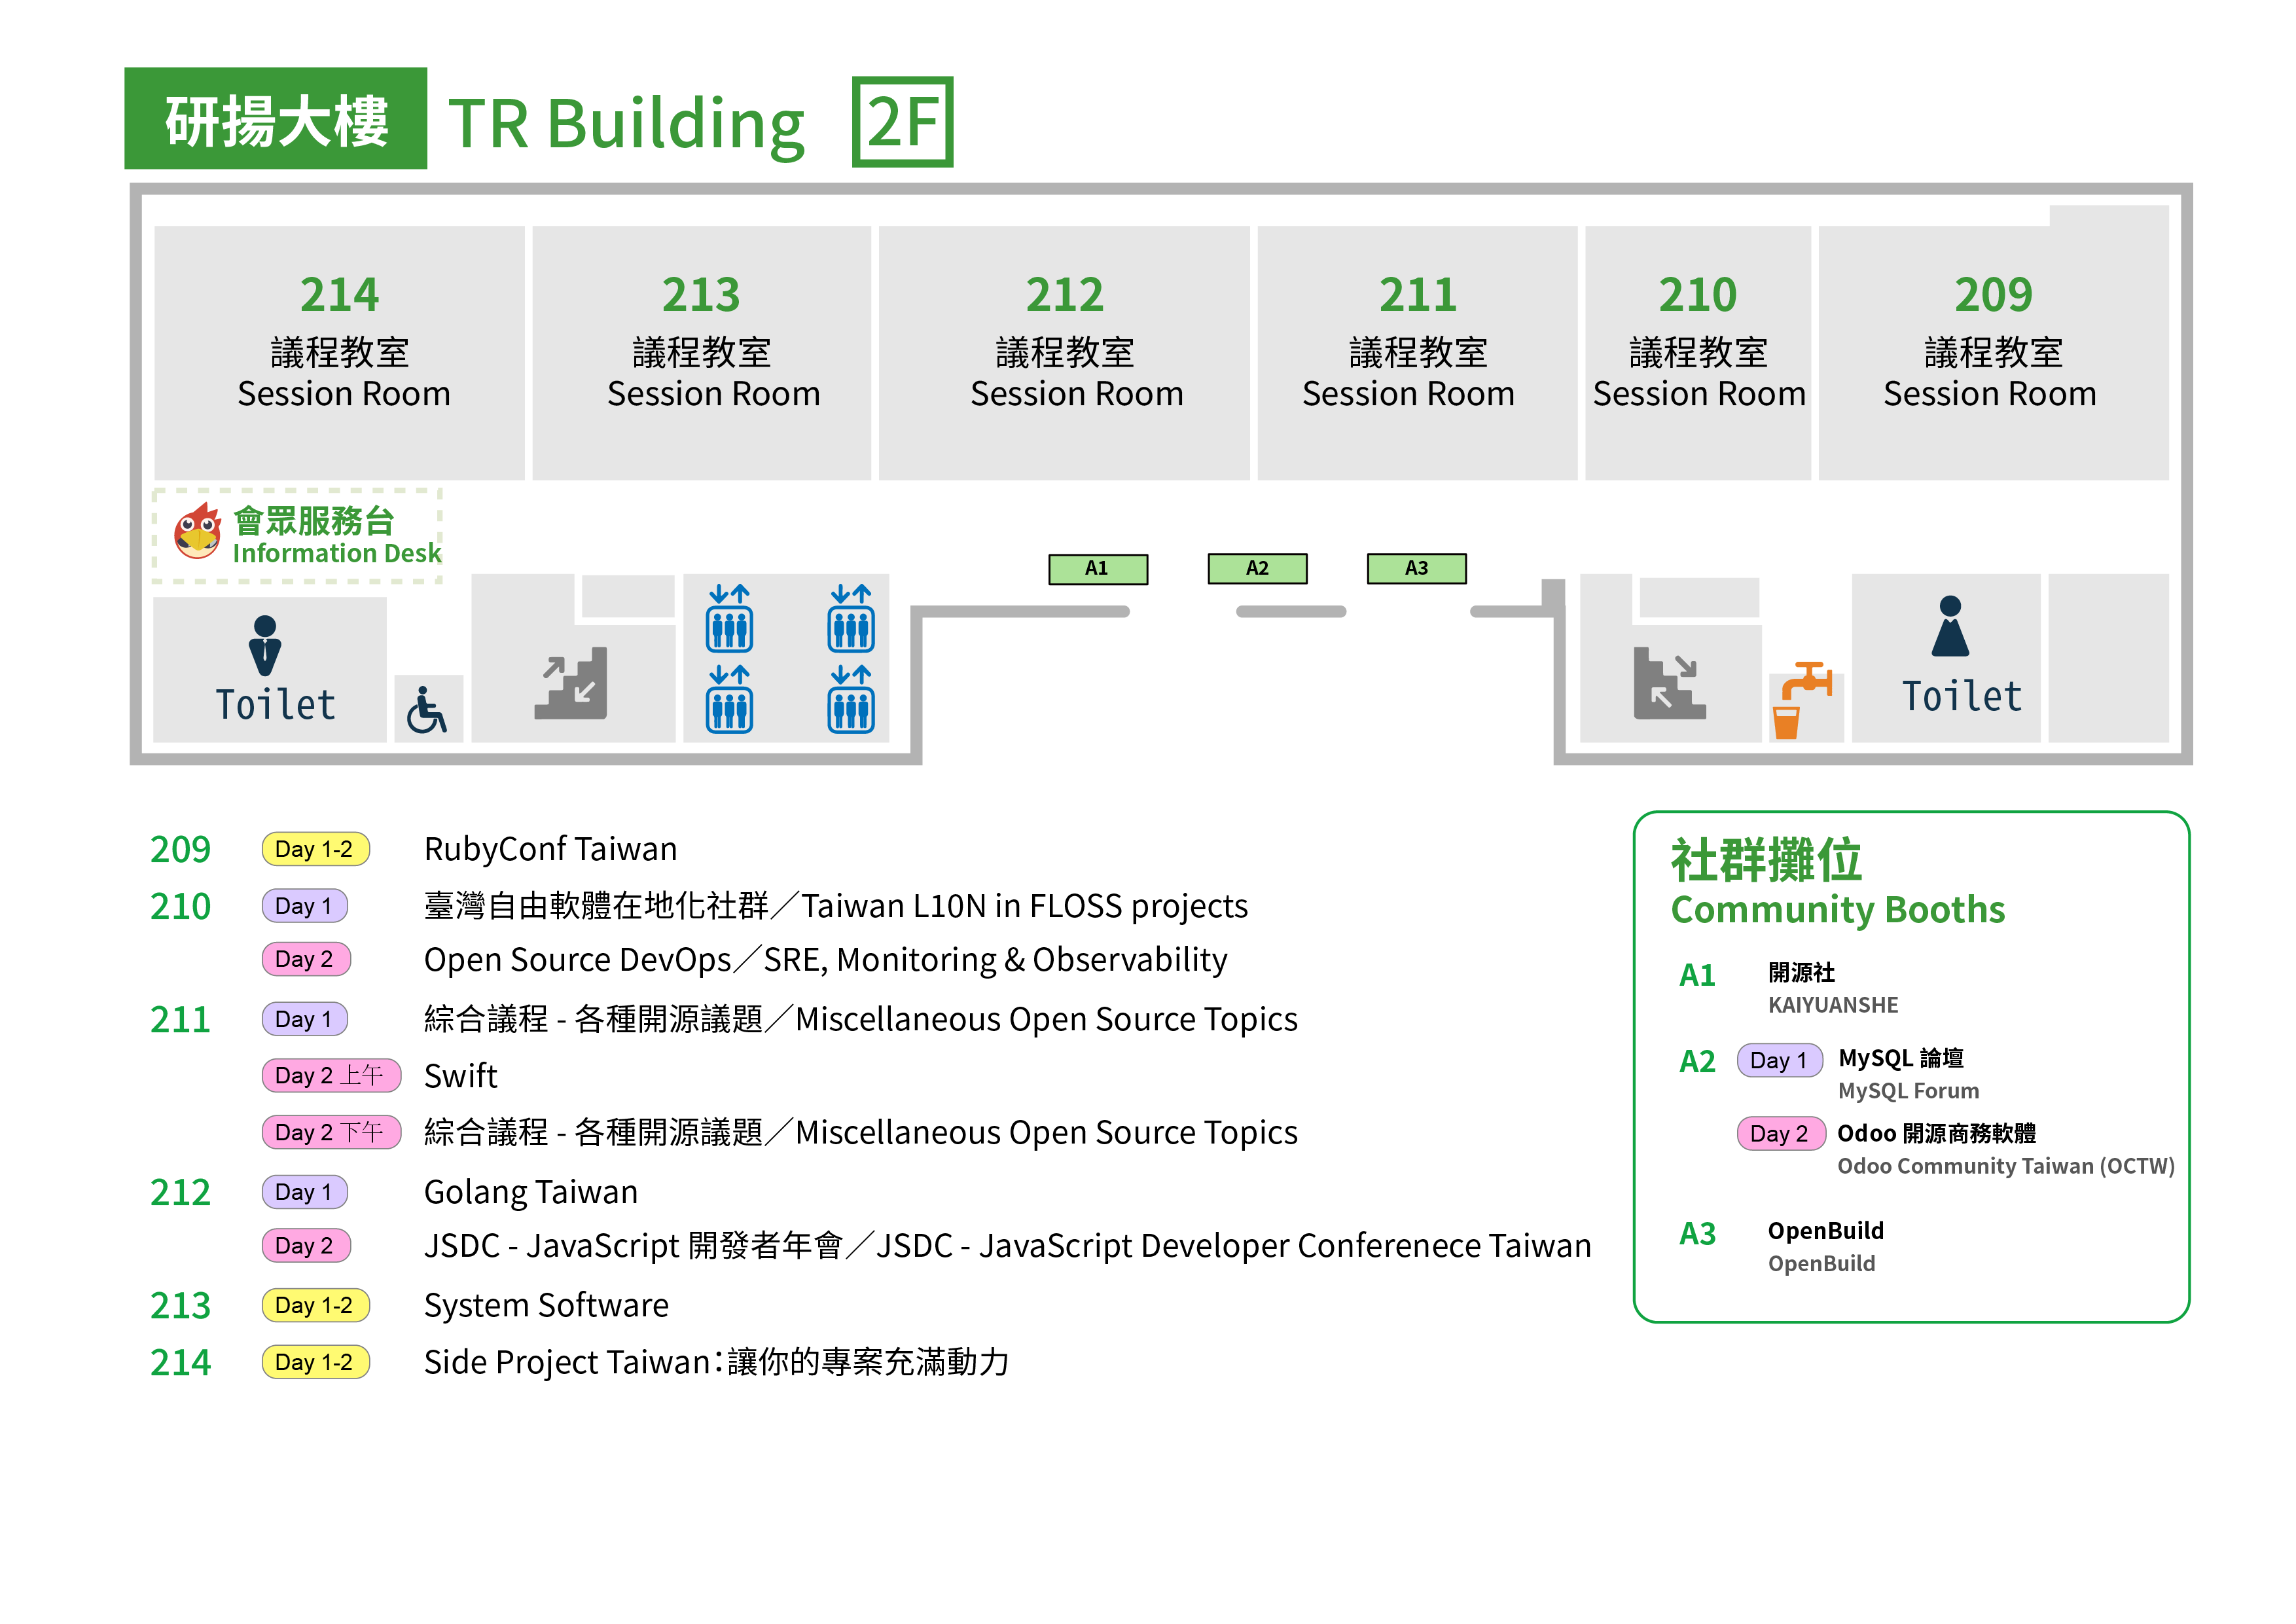 研揚大樓 TR Building 2F
214
議程教室
Session Room
213
議程教室
Session Room
212
議程教室
Session Room
211
議程教室
Session Room
210
議程教室
Session Room
209
議程教室
Session Room
會眾服務台
Information Desk
A1
A2
A3
Toilet
Toilet
209 Day 1-2 RubyConf Taiwan
210 Day 1 臺灣自由軟體在地化社群／Taiwan L10N in FLOSS projects
Day 2 Open Source DevOps／SRE, Monitoring & Observability
211 Day 1 綜合議程 - 各種開源議題／Miscellaneous Open Source Topics
Day 2 上午 Swift
Day 2 下午 綜合議程 - 各種開源議題／Miscellaneous Open Source Topics
212 Day 1 Golang Taiwan
Day 2 JSDC - JavaScript 開發者年會／JSDC - JavaScript Developer Conferenece Taiwan
213 Day 1-2 System Software
214 Day 1-2 Side Project Taiwan：讓你的專案充滿動力
社群攤位
Community Booths
A1 開源社
KAIYUANSHE
A2 Day 1 MySQL 論壇
MySQL Forum
Day 2 Odoo 開源商務軟體
Odoo Community Taiwan (OCTW)
A3 OpenBuild
OpenBuild